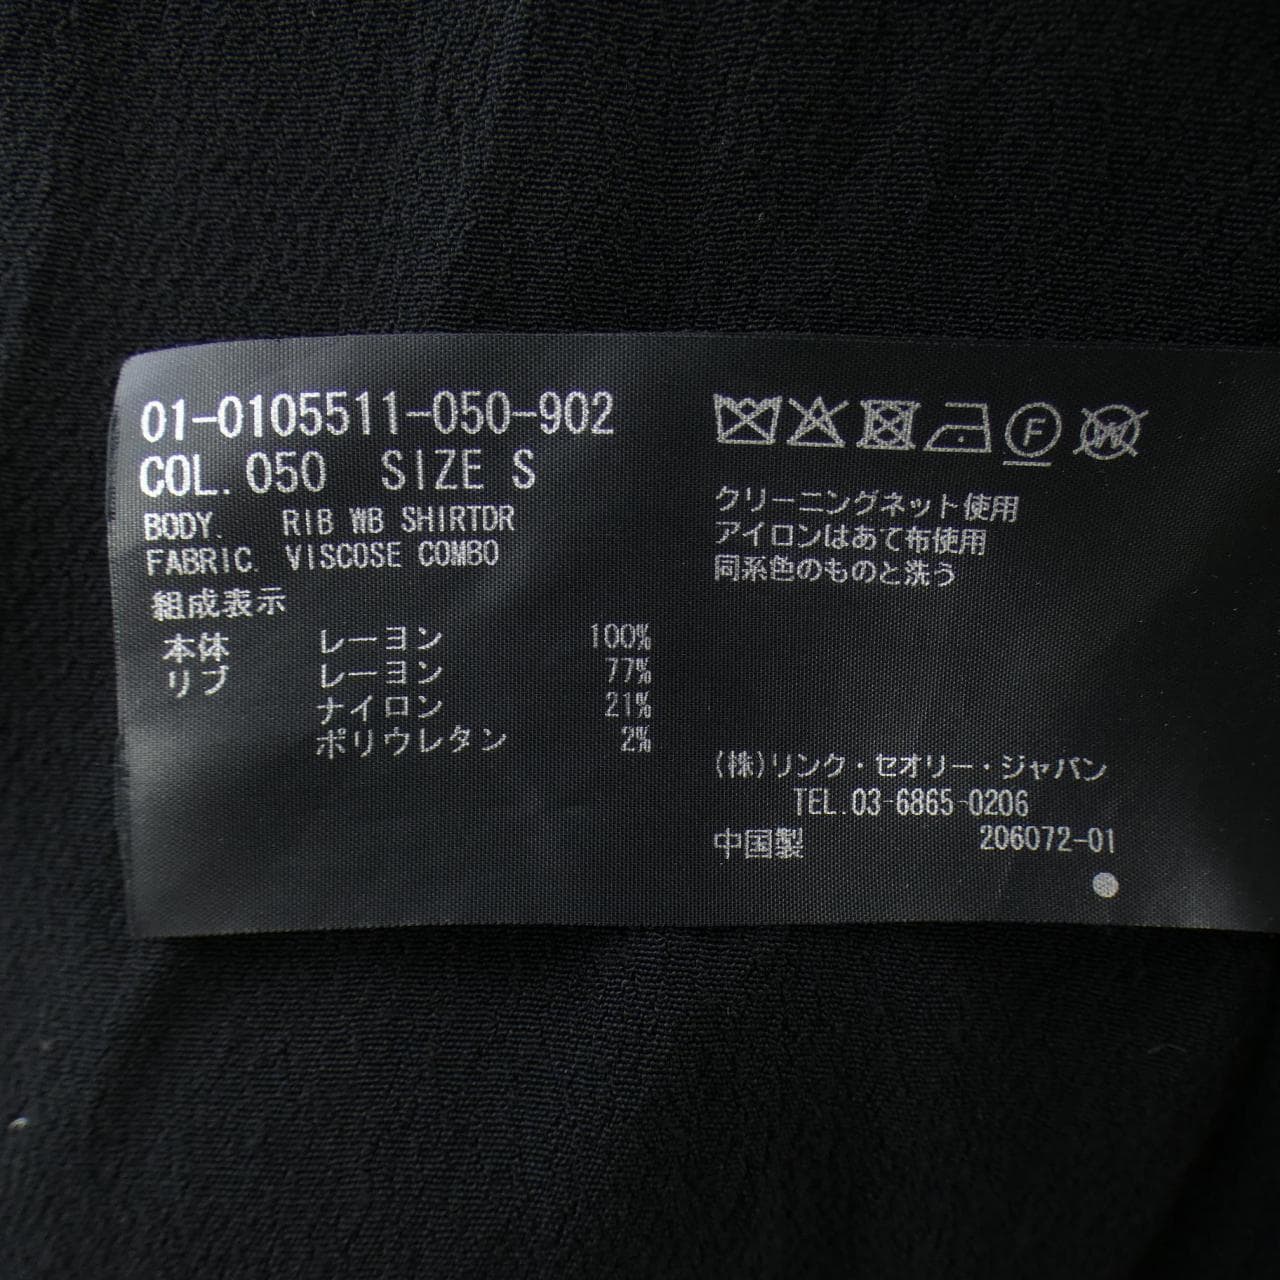 01-0105511-050-902
COL. 050 SIZE S
BODY. RIB WB SHIRTDR
FABRIC. VISCOSE COMBO
組成表示
本体 レーヨン 100%
リブ レーヨン 77%
ナイロン 21%
ポリウレタン 2%
F W
クリーニングネット使用
アイロンはあて布使用
同系色のものと洗う
(株)リンク・セオリー・ジャパン
TEL.03-6865-0206
中国製 206072-01